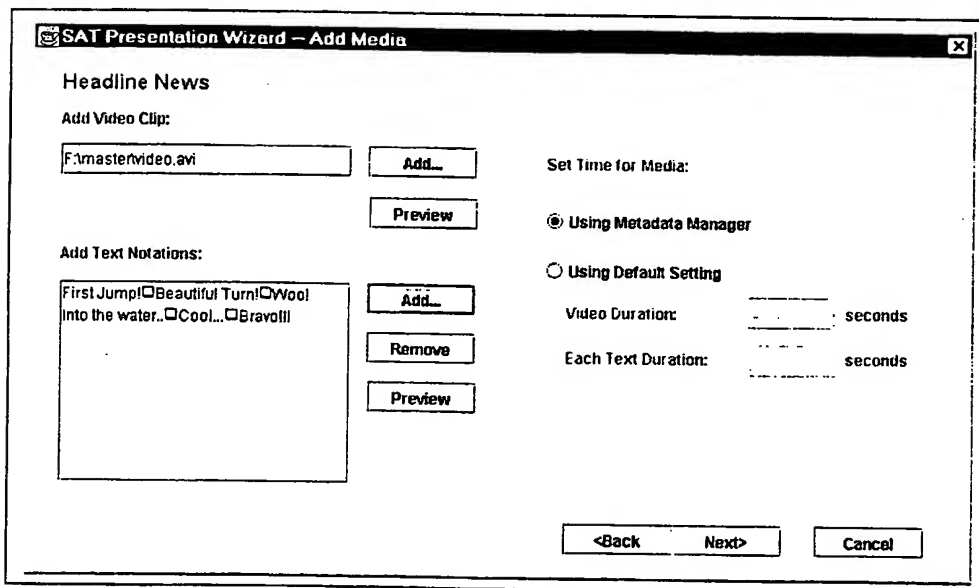 SAT Presentation Wizard – Add Media
Headline News
Add Video Clip:
F:\master\video.avi
Add...
Preview
Add Text Notations:
First Jump!□Beautiful Turn!□Woo!
Into the water..□Cool...□Bravo!!!
Add...
Remove
Preview
Set Time for Media:
Using Metadata Manager
Using Default Setting
Video Duration:
seconds
Each Text Duration:
seconds
<Back
Next>
Cancel